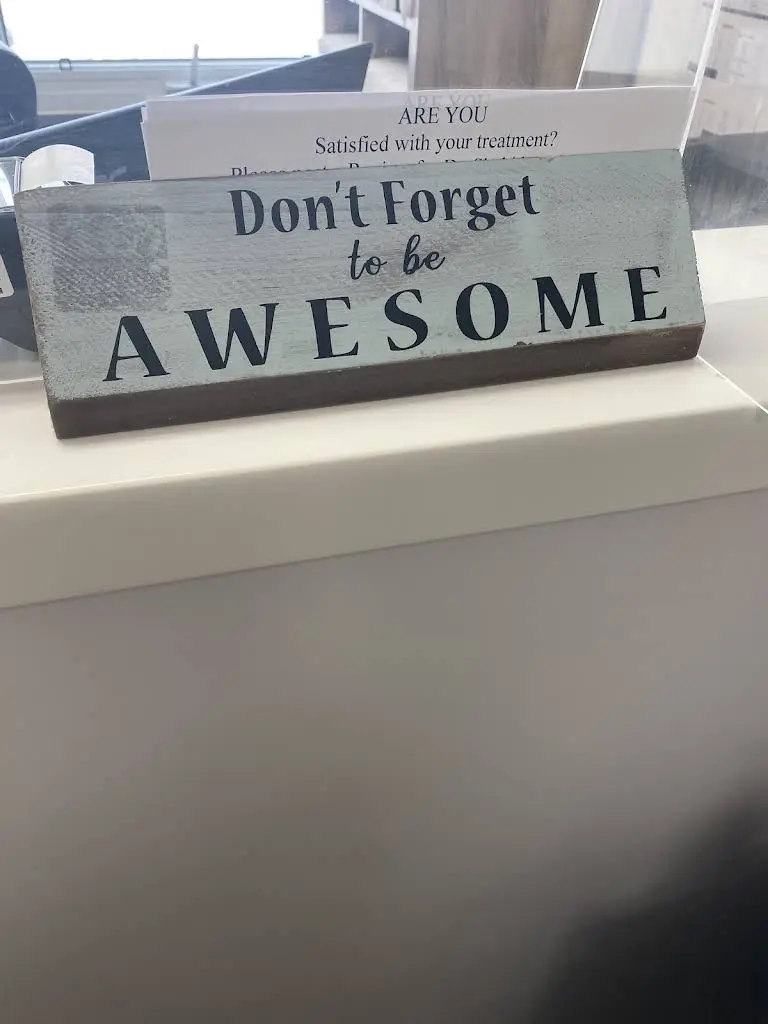 ARE YOU
Satisfied with your treatment?
Don't Forget
to be
AWESOME